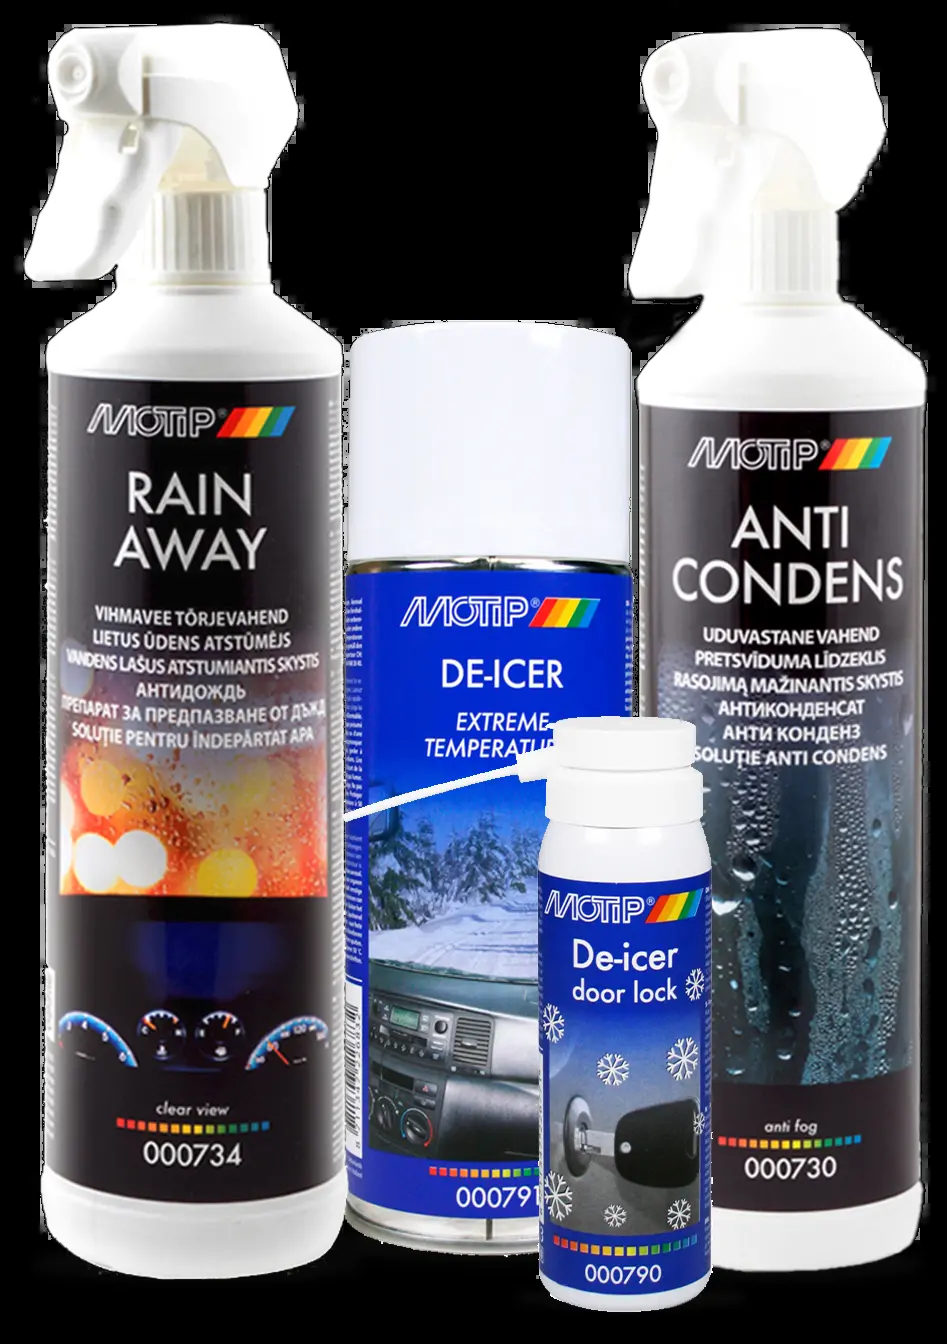 MOTIP®
RAIN
AWAY
VIHMAVEE TÕRJEVAHEND
LIETUS ŪDENS ATSTŪMĒJS
VANDENS LAŠUS ATSTUMIANTIS SKYSTIS
АНТИДОЖДЬ
ПРЕПАРАТ ЗА ПРЕДПАЗВАНЕ ОТ ДЪЖД
SOLUȚIE PENTRU ÎNDEPĂRTAT APA
clear view
000734
MOTIP®
DE-ICER
EXTREME
000791
MOTIP®
De-icer
door lock
000790
MOTIP®
ANTI
CONDENS
UDUVASTANE VAHEND
PRETSVĪDUMA LĪDZEKLIS
RASOJIMĄ MAŽINANTIS SKYSTIS
АНТИКОНДЕНСАТ
АНТИ КОНДЕНЗ
SOLUȚIE ANTI CONDENS
anti fog
000730